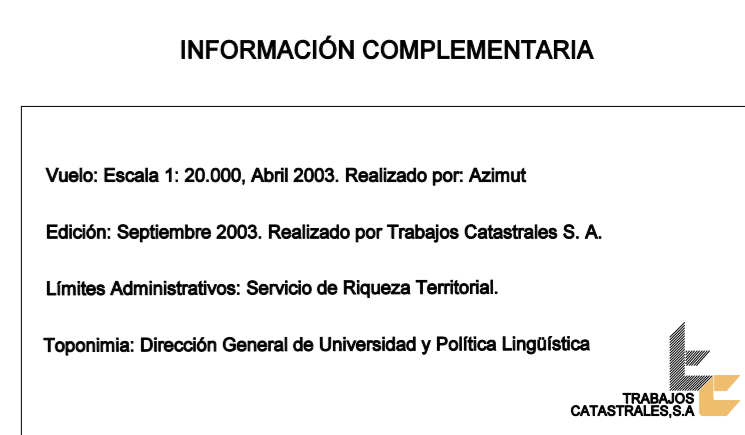 INFORMACIÓN COMPLEMENTARIA
Vuelo: Escala 1: 20.000, Abril 2003. Realizado por: Azimut
Edición: Septiembre 2003. Realizado por Trabajos Catastrales S. A.
Límites Administrativos: Servicio de Riqueza Territorial.
Toponimia: Dirección General de Universidad y Política Lingüística
TRABAJOS
CATASTRALES,S.A